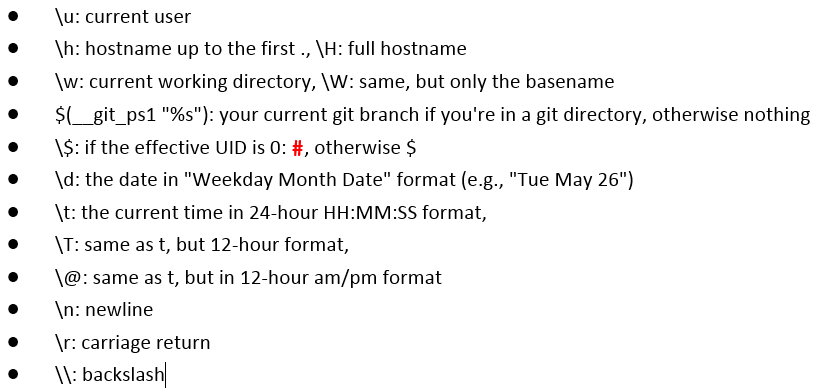 • \u: current user
• \h: hostname up to the first ., \H: full hostname
• \w: current working directory, \W: same, but only the basename
• $(__git_ps1 "%s"): your current git branch if you're in a git directory, otherwise nothing
• \$: if the effective UID is 0: #, otherwise $
• \d: the date in "Weekday Month Date" format (e.g., "Tue May 26")
• \t: the current time in 24-hour HH:MM:SS format,
• \T: same as t, but 12-hour format,
• \@: same as t, but in 12-hour am/pm format
• \n: newline
• \r: carriage return
• \\: backslash